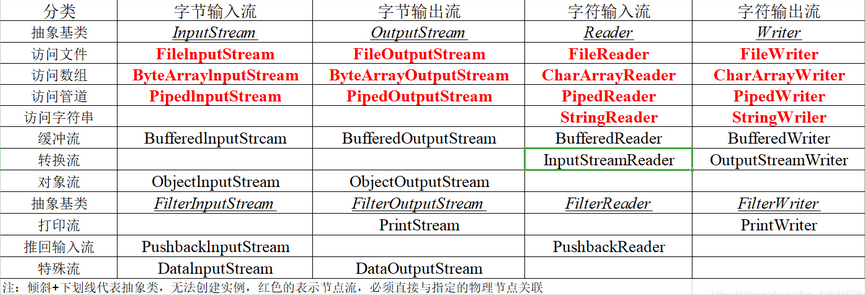 分类 字节输入流 字节输出流 字符输入流 字符输出流
抽象基类 InputStream OutputStream Reader Writer
访问文件 FileInputStream FileOutputStream FileReader FileWriter
访问数组 ByteArrayInputStream ByteArrayOutputStream CharArrayReader CharArrayWriter
访问管道 PipedInputStream PipedOutputStream PipedReader PipedWriter
访问字符串 StringReader StringWriler
缓冲流 BufferedInputStrcam BufferedOutputStream BufferedReader BufferedWriter
转换流 InputStreamReader OutputStreamWriter
对象流 ObjectInputStream ObjectOutputStream
抽象基类 FilterInputStream FilterOutputStream FilterReader FilterWriter
打印流 PrintStream PrintWriter
推回输入流 PushbackInputStream PushbackReader
特殊流 DataInputStream DataOutputStream
注：倾斜+下划线代表抽象类，无法创建实例，红色的表示节点流，必须直接与指定的物理节点关联